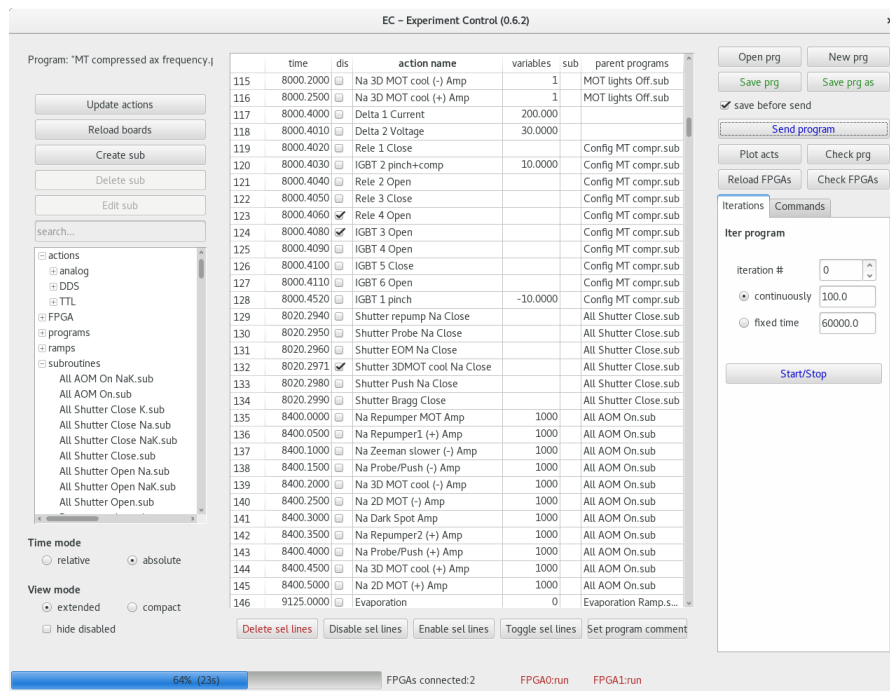 EC – Experiment Control (0.6.2)
Program: "MT compressed ax frequency.p
Update actions
Reload boards
Create sub
Delete sub
Edit sub
search...
actions
analog
DDS
TTL
FPGA
programs
ramps
subroutines
All AOM On NaK.sub
All AOM On.sub
All Shutter Close K.sub
All Shutter Close Na.sub
All Shutter Close NaK.sub
All Shutter Close.sub
All Shutter Open Na.sub
All Shutter Open NaK.sub
All Shutter Open.sub
Time mode
relative absolute
View mode
extended compact
hide disabled
time dis action name variables sub parent programs
115 8000.2000 Na 3D MOT cool (-) Amp 1 MOT lights Off.sub
116 8000.2500 Na 3D MOT cool (+) Amp 1 MOT lights Off.sub
117 8000.4000 Delta 1 Current 200.000
118 8000.4010 Delta 2 Voltage 30.0000
119 8000.4020 Rele 1 Close Config MT compr.sub
120 8000.4030 IGBT 2 pinch+comp 10.0000 Config MT compr.sub
121 8000.4040 Rele 2 Open Config MT compr.sub
122 8000.4050 Rele 3 Close Config MT compr.sub
123 8000.4060 Rele 4 Open Config MT compr.sub
124 8000.4080 IGBT 3 Open Config MT compr.sub
125 8000.4090 IGBT 4 Open Config MT compr.sub
126 8000.4100 IGBT 5 Close Config MT compr.sub
127 8000.4110 IGBT 6 Open Config MT compr.sub
128 8000.4520 IGBT 1 pinch -10.0000 Config MT compr.sub
129 8020.2940 Shutter repump Na Close All Shutter Close.sub
130 8020.2950 Shutter Probe Na Close All Shutter Close.sub
131 8020.2960 Shutter EOM Na Close All Shutter Close.sub
132 8020.2971 Shutter 3DMOT cool Na Close All Shutter Close.sub
133 8020.2980 Shutter Push Na Close All Shutter Close.sub
134 8020.2990 Shutter Bragg Close All Shutter Close.sub
135 8400.0000 Na Repumper MOT Amp 1000 All AOM On.sub
136 8400.0500 Na Repumper1 (+) Amp 1000 All AOM On.sub
137 8400.1000 Na Zeeman slower (-) Amp 1000 All AOM On.sub
138 8400.1500 Na Probe/Push (-) Amp 1000 All AOM On.sub
139 8400.2000 Na 3D MOT cool (-) Amp 1000 All AOM On.sub
140 8400.2500 Na 2D MOT (-) Amp 1000 All AOM On.sub
141 8400.3000 Na Dark Spot Amp 1000 All AOM On.sub
142 8400.3500 Na Repumper2 (+) Amp 1000 All AOM On.sub
143 8400.4000 Na Probe/Push (+) Amp 1000 All AOM On.sub
144 8400.4500 Na 3D MOT cool (+) Amp 1000 All AOM On.sub
145 8400.5000 Na 2D MOT (+) Amp 1000 All AOM On.sub
146 9125.0000 Evaporation 0 Evaporation Ramp.s...
Delete sel lines Disable sel lines Enable sel lines Toggle sel lines Set program comment
Open prg New prg
Save prg Save prg as
save before send
Send program
Plot acts Check prg
Reload FPGAs Check FPGAs
Iterations Commands
Iter program
iteration # 0
continuously 100.0
fixed time 60000.0
Start/Stop
64% (23s) FPGAs connected:2 FPGA0:run FPGA1:run